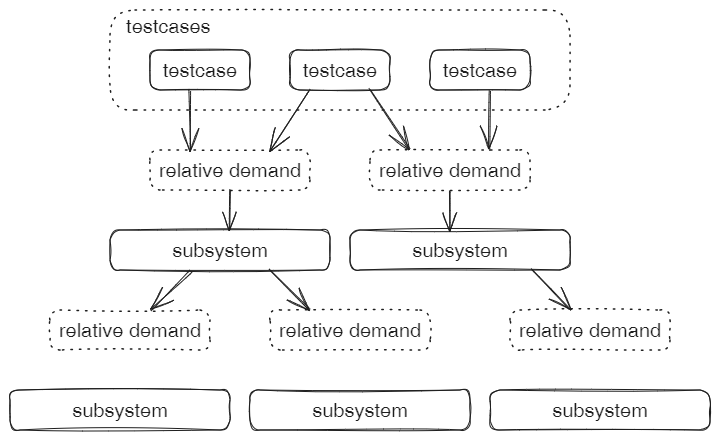 testcases
testcase
testcase
testcase
relative demand
relative demand
subsystem
subsystem
relative demand
relative demand
relative demand
subsystem
subsystem
subsystem